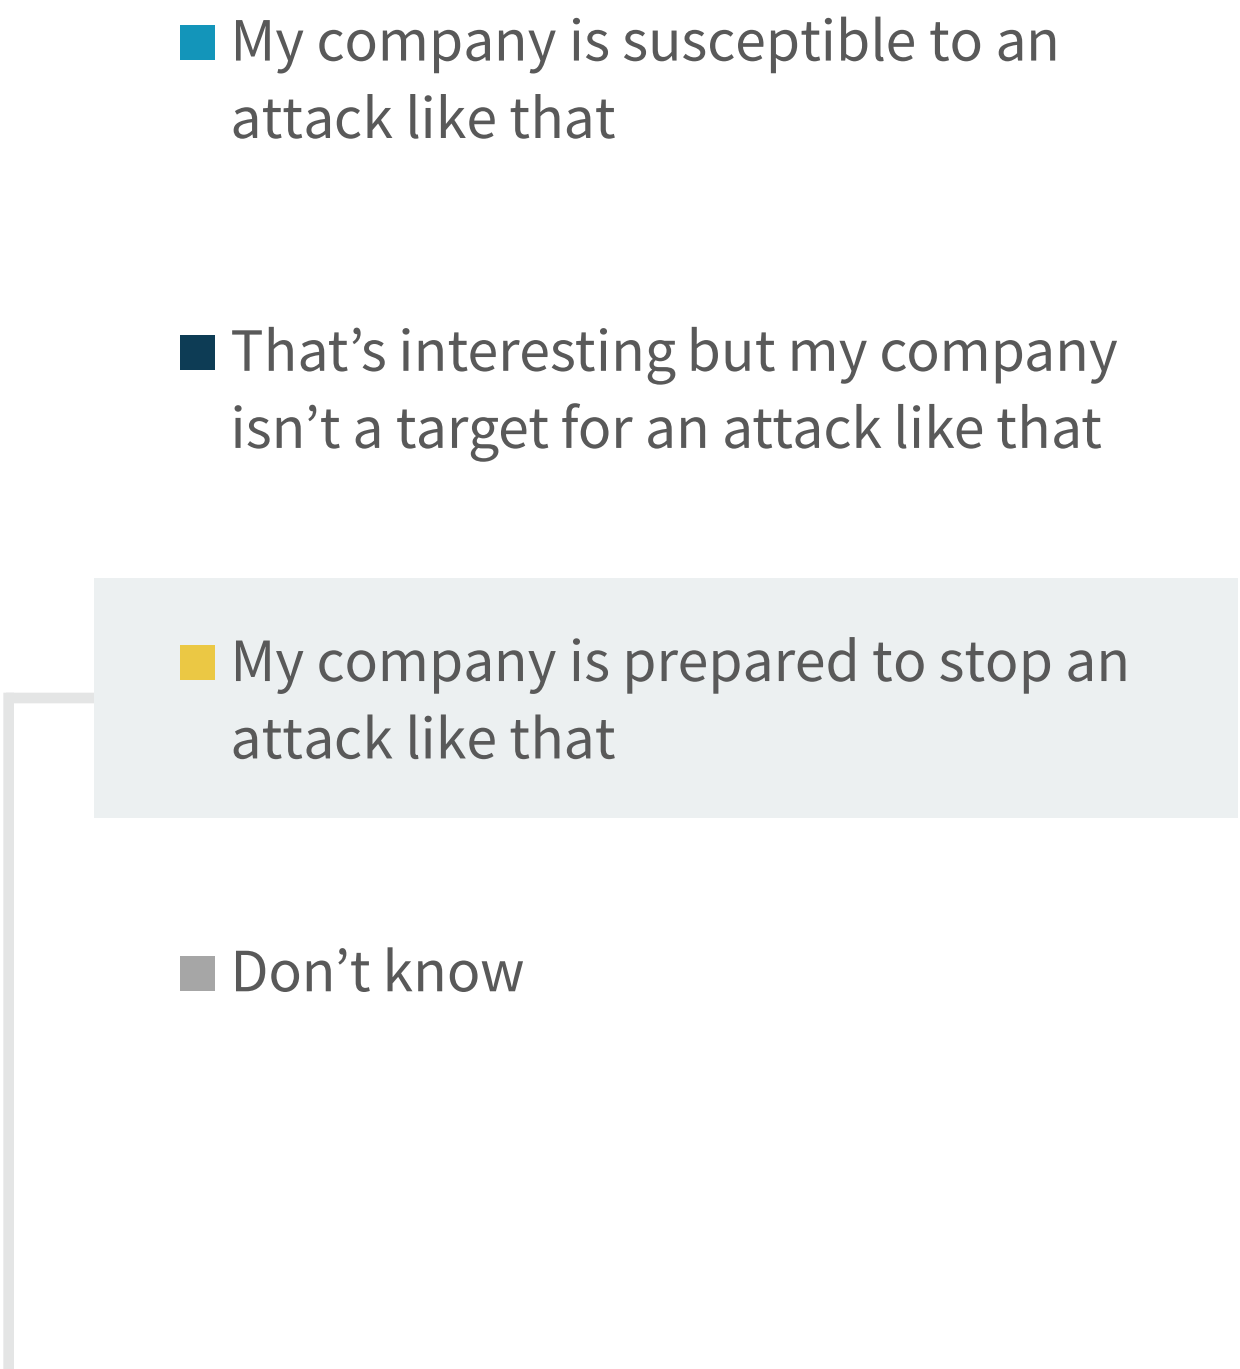 My company is susceptible to an
attack like that
That’s interesting but my company
isn’t a target for an attack like that
My company is prepared to stop an
attack like that
Don’t know